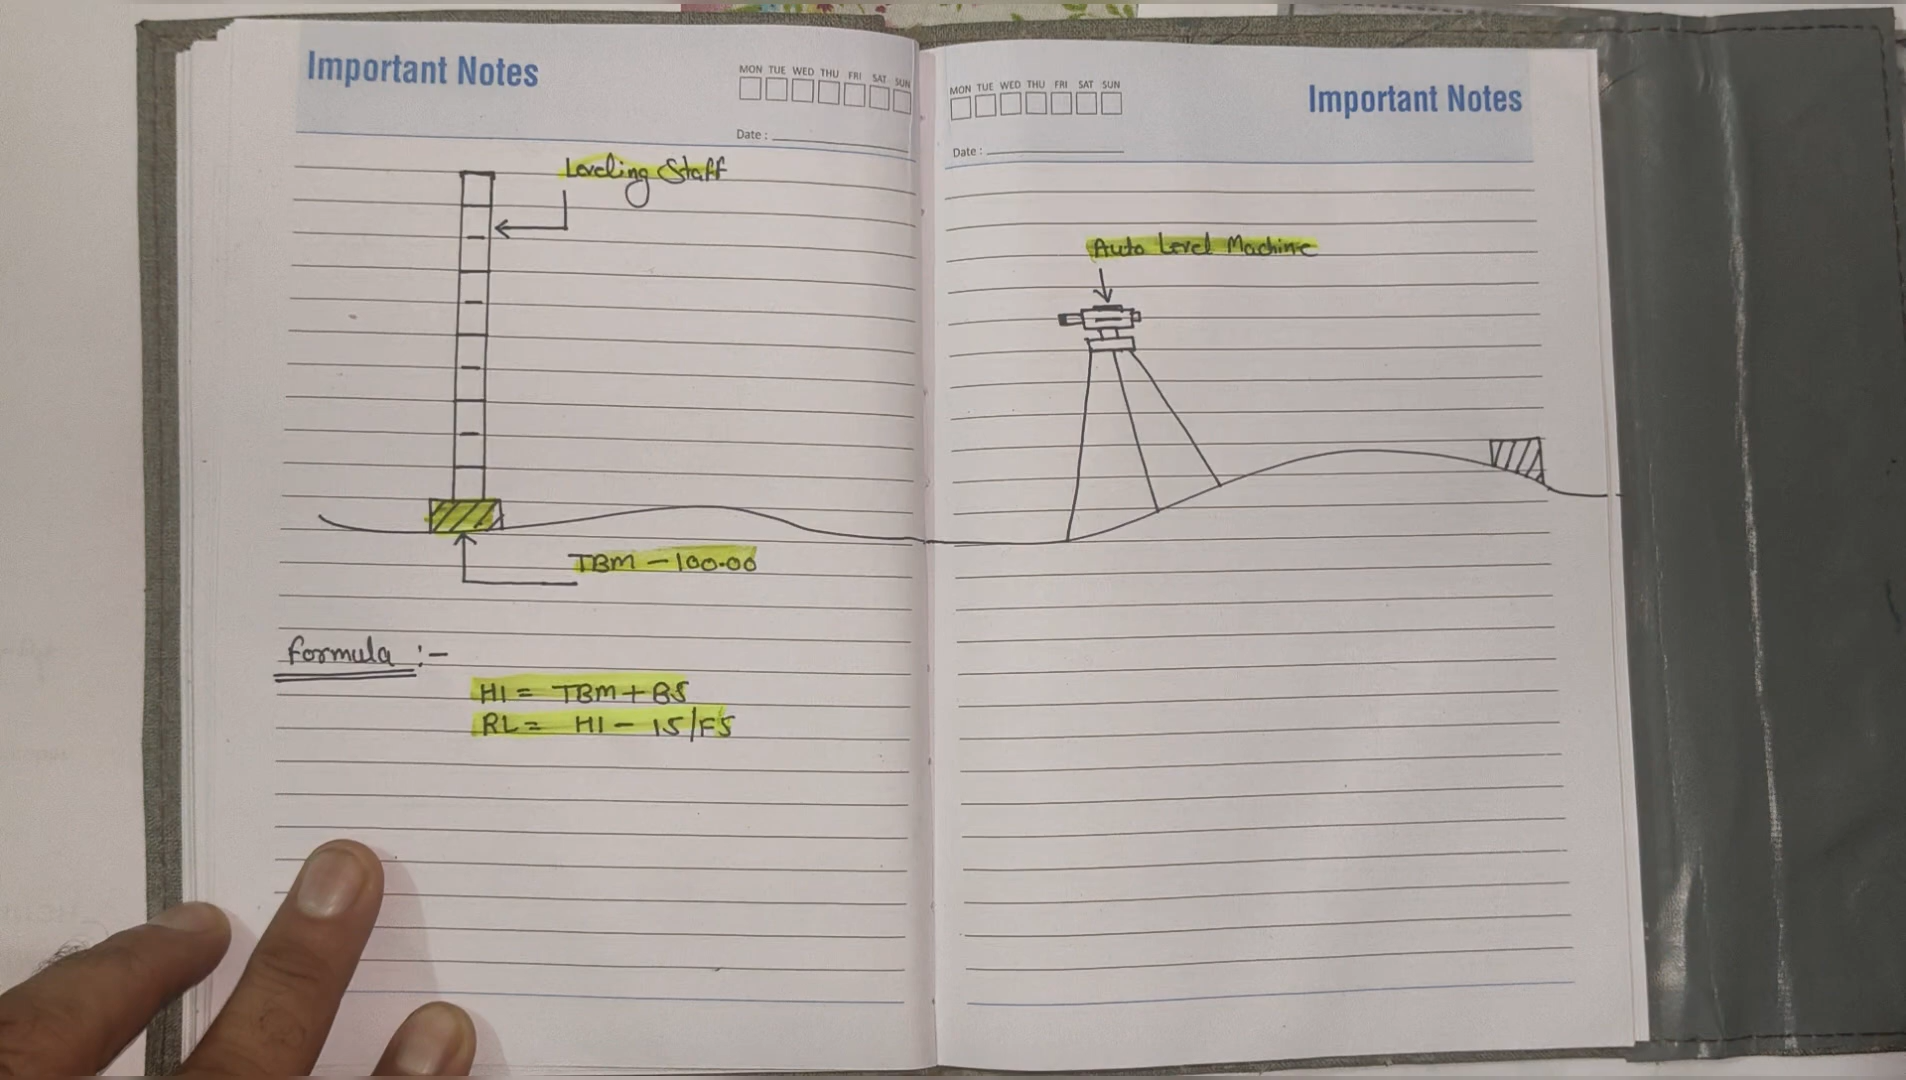 Important Notes
MON TUE WED THU FRI SAT SUN
Date :
Leveling Staff
TBM - 100.00
Formula :-
HI = TBM + BS
RL = HI - IS/FS
MON TUE WED THU FRI SAT SUN
Important Notes
Date :
Auto Level Machine